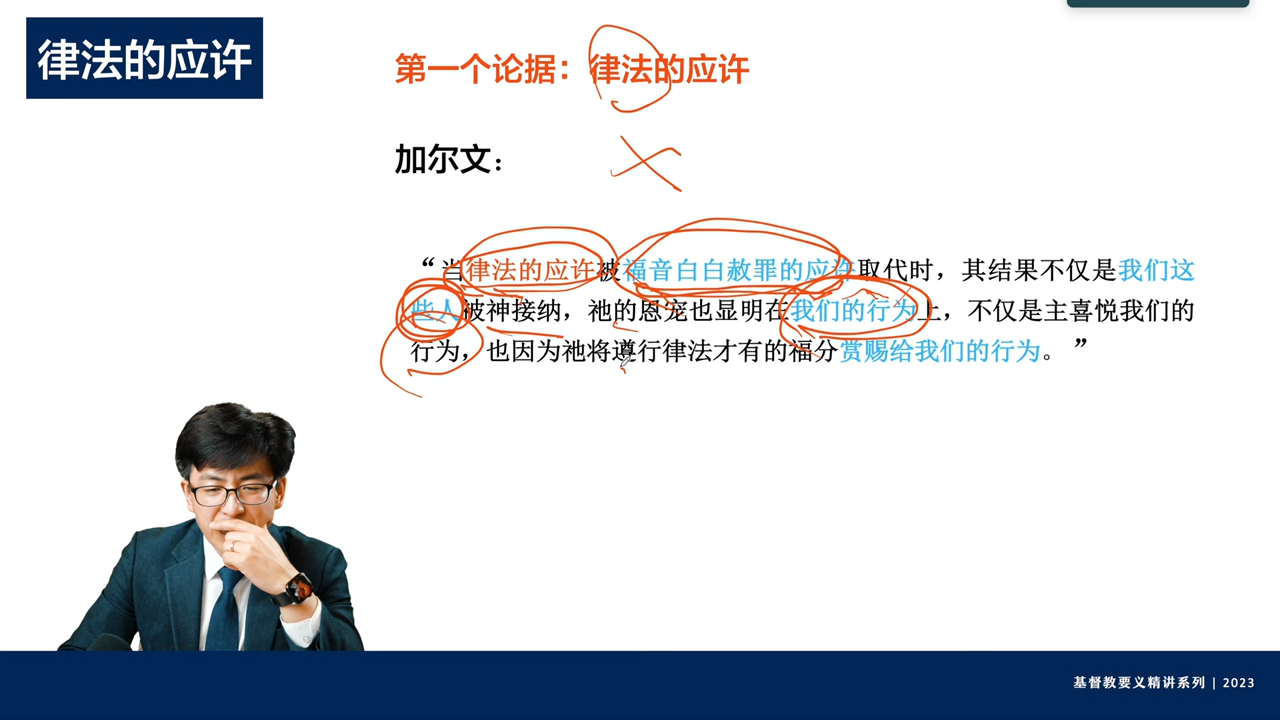 律法的应许
第一个论据：律法的应许
加尔文：
“当律法的应许被福音白白赦罪的应许取代时，其结果不仅是我们这
些人被神接纳，祂的恩宠也显明在我们的行为上，不仅是主喜悦我们的
行为，也因为祂将遵行律法才有的福分赏赐给我们的行为。”
基督教要义精讲系列 | 2023